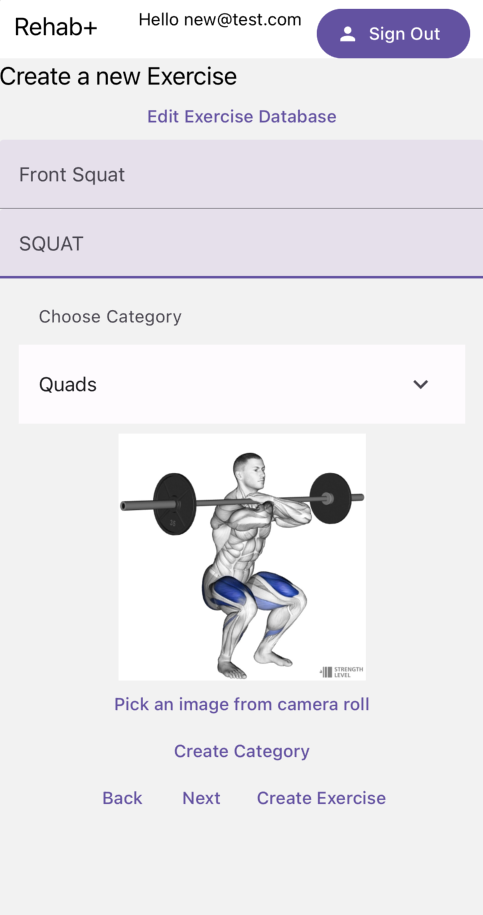 Rehab+
Hello new@test.com
Sign Out
Create a new Exercise
Edit Exercise Database
Front Squat
SQUAT
Choose Category
Quads
STRENGTH
LEVEL
Pick an image from camera roll
Create Category
Back Next Create Exercise